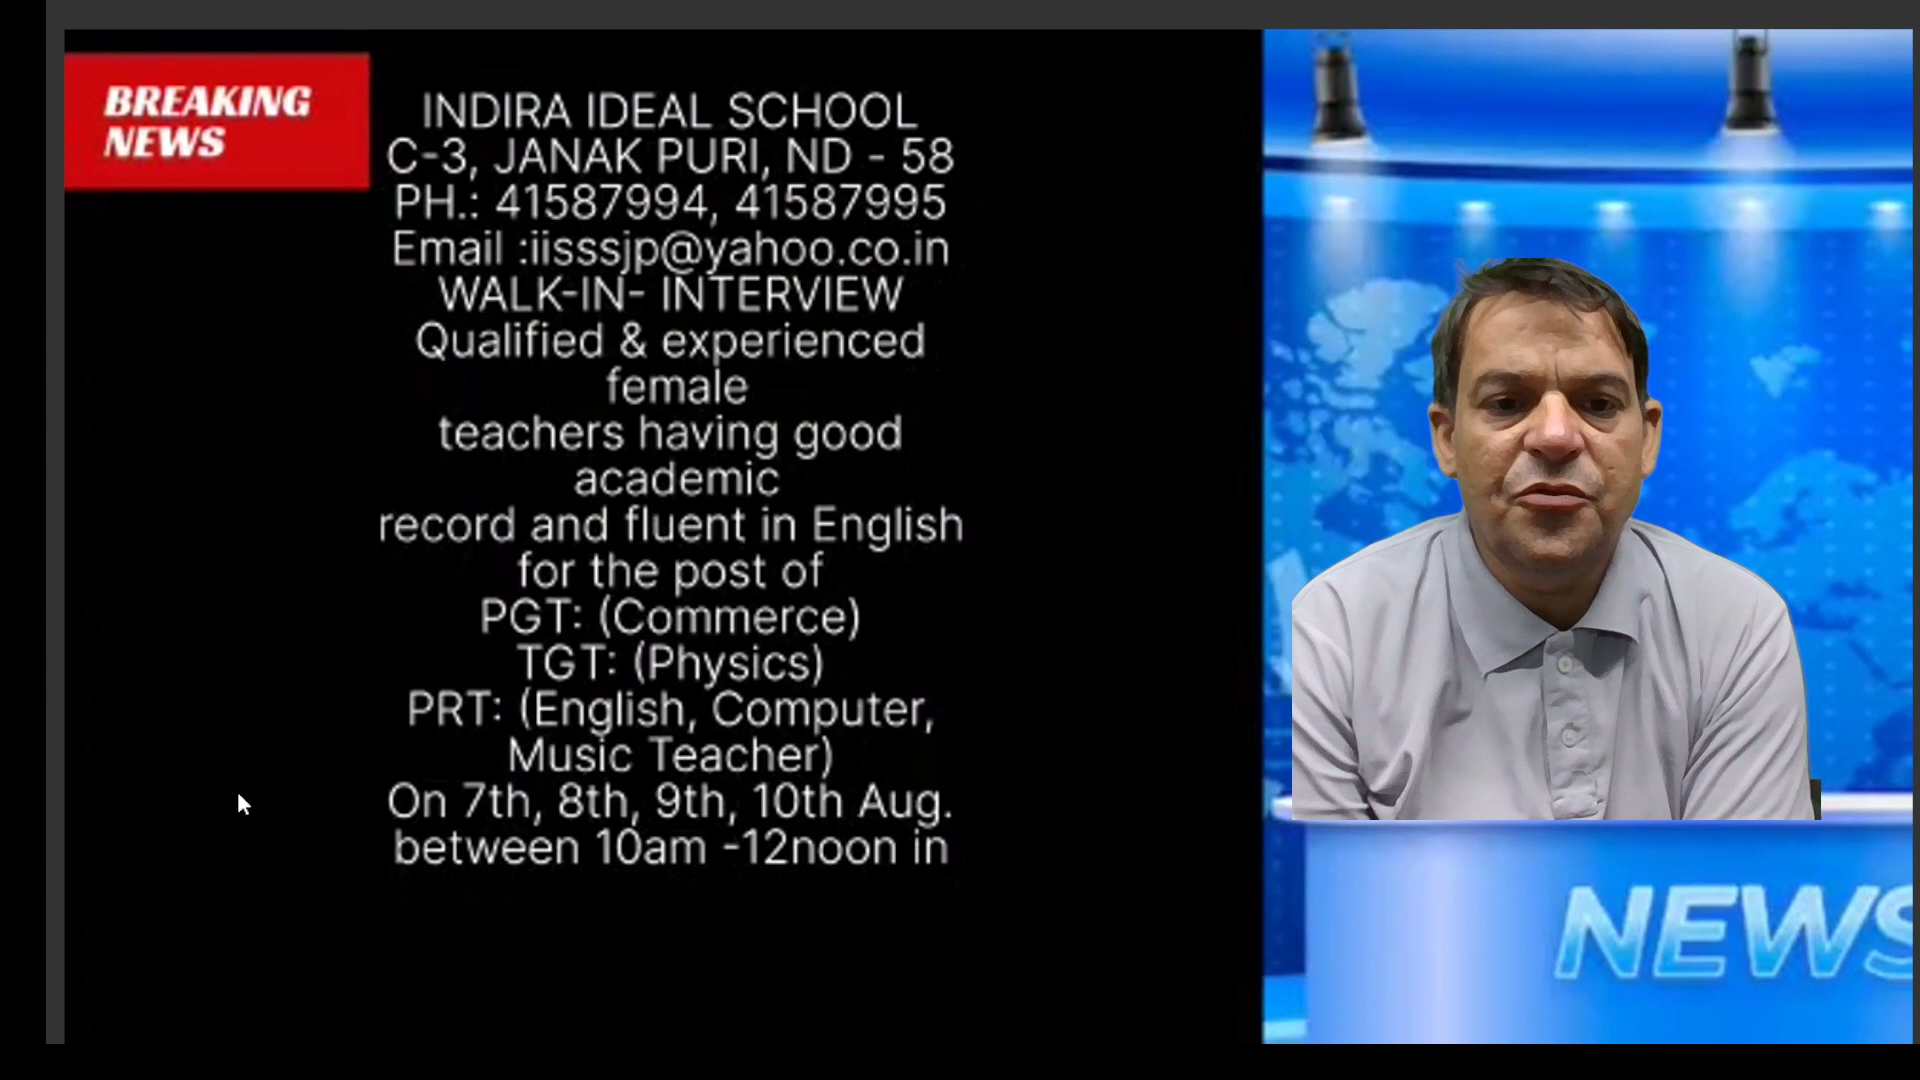 BREAKING
NEWS
INDIRA IDEAL SCHOOL
C-3, JANAK PURI, ND - 58
PH.: 41587994, 41587995
Email :iisssjp@yahoo.co.in
WALK-IN- INTERVIEW
Qualified & experienced
female
teachers having good
academic
record and fluent in English
for the post of
PGT: (Commerce)
TGT: (Physics)
PRT: (English, Computer,
Music Teacher)
On 7th, 8th, 9th, 10th Aug.
between 10am -12noon in
NEWS